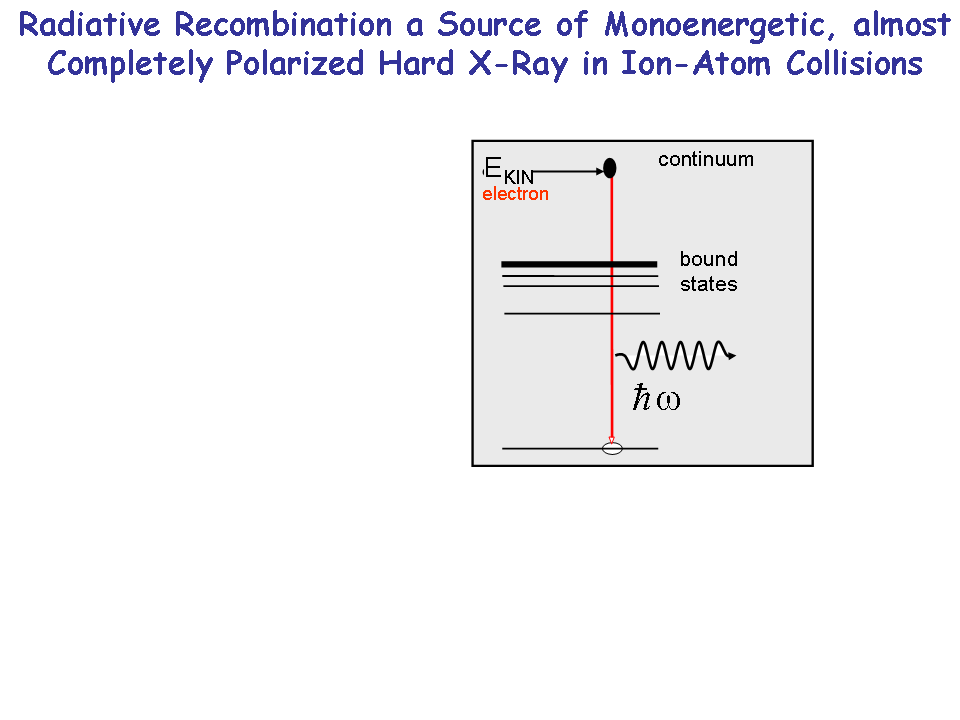 Radiative Recombination a Source of Monoenergetic, almost
Completely Polarized Hard X-Ray in Ion-Atom Collisions
E_KIN
electron
continuum
bound
states
ħω